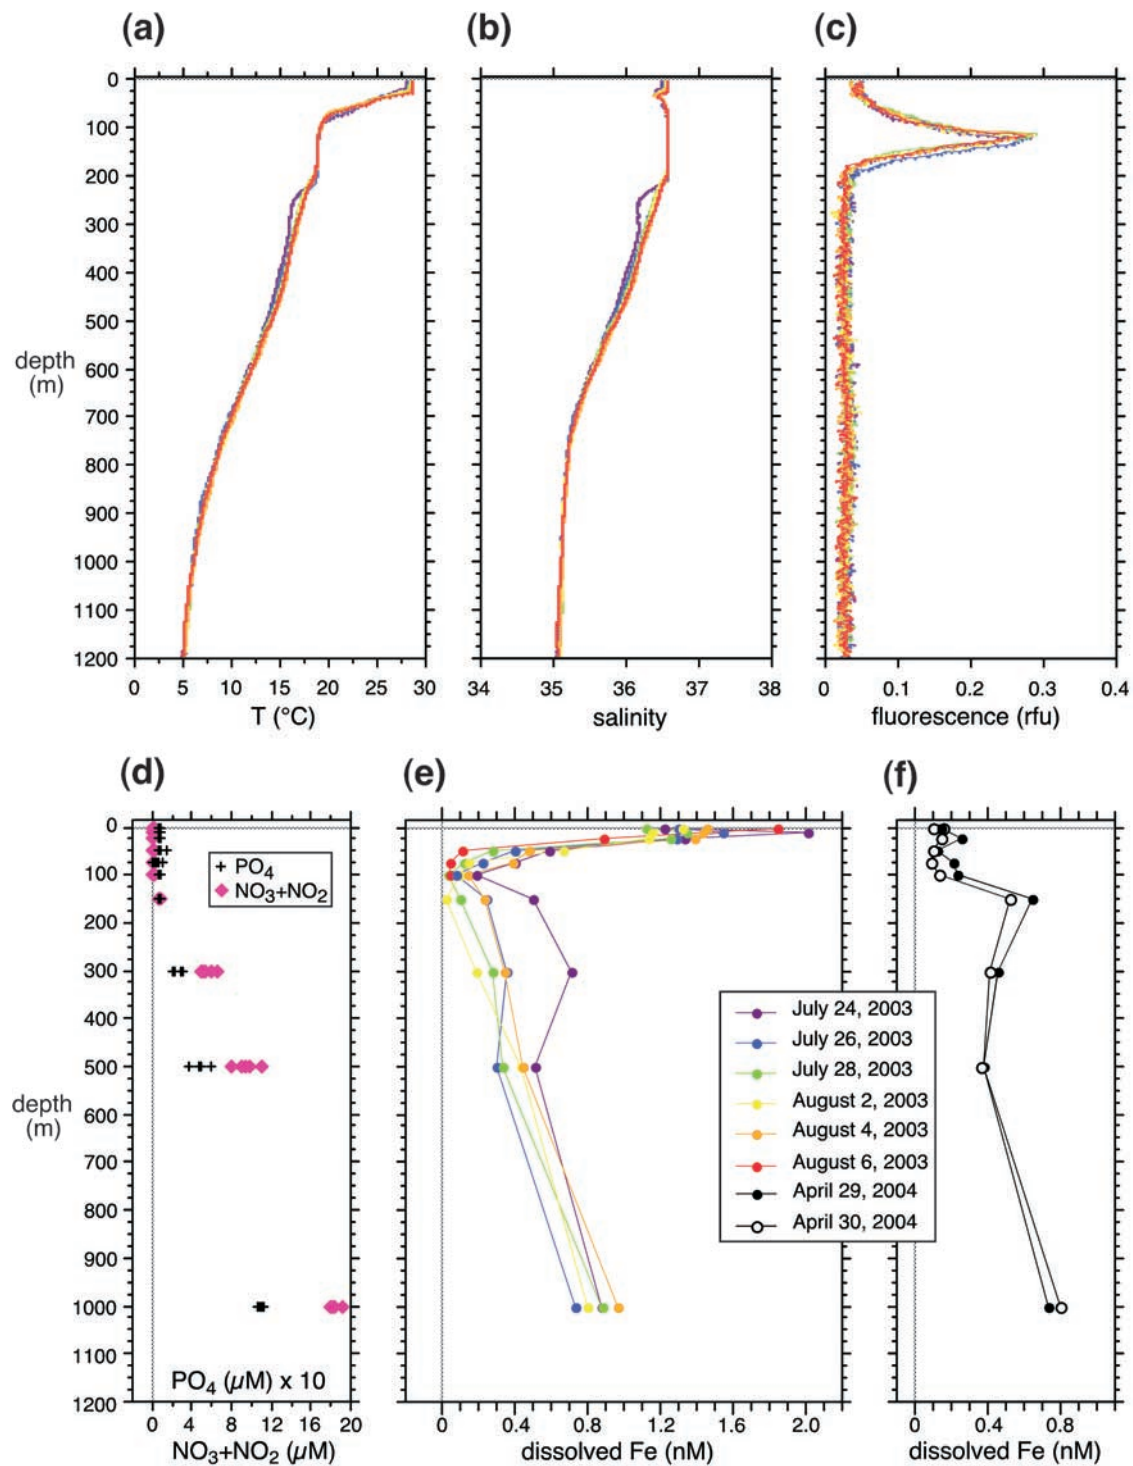 (a) (b) (c)
0
100
200
300
400
500
600
700
800
900
1000
1100
1200
depth
(m)
0 5 10 15 20 25 30
T (°C)
34 35 36 37 38
salinity
0 0.1 0.2 0.3 0.4
fluorescence (rfu)
(d) (e) (f)
0
100
200
300
400
500
600
700
800
900
1000
1100
1200
depth
(m)
PO4
NO3+NO2
PO4 (µM) x 10
0 4 8 12 16 20
NO3+NO2 (µM)
0 0.4 0.8 1.2 1.6 2.0
dissolved Fe (nM)
July 24, 2003
July 26, 2003
July 28, 2003
August 2, 2003
August 4, 2003
August 6, 2003
April 29, 2004
April 30, 2004
0 0.4 0.8
dissolved Fe (nM)